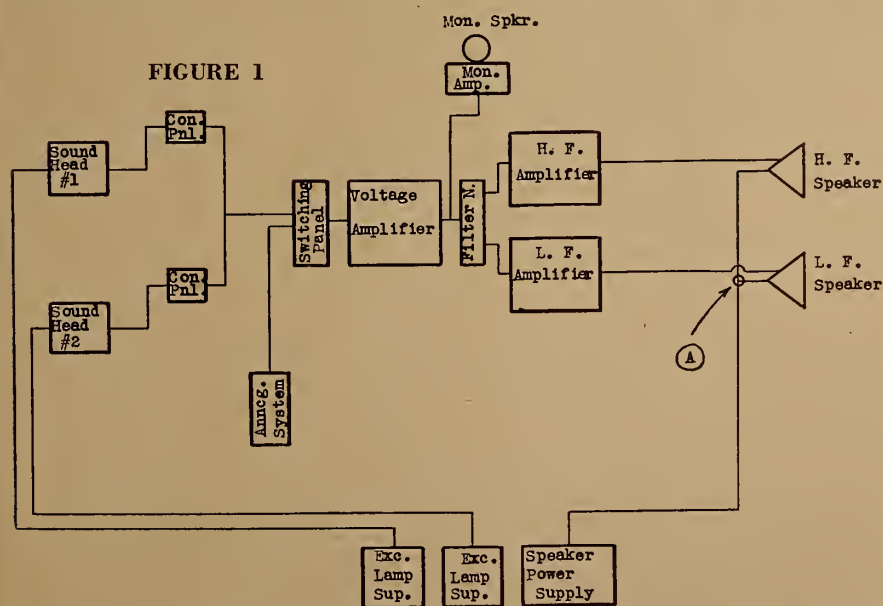 Mon. Spkr.
Mon.
Amp.
FIGURE 1
Con.
Pnl.
Sound
Head
#1
Switching
Panel
Voltage
Amplifier
Filter N.
H. F.
Amplifier
H. F.
Speaker
L. F.
Amplifier
L. F.
Speaker
Con.
Pnl.
Sound
Head
#2
A
Anncg.
System
Exc.
Lamp
Sup.
Exc.
Lamp
Sup.
Speaker
Power
Supply